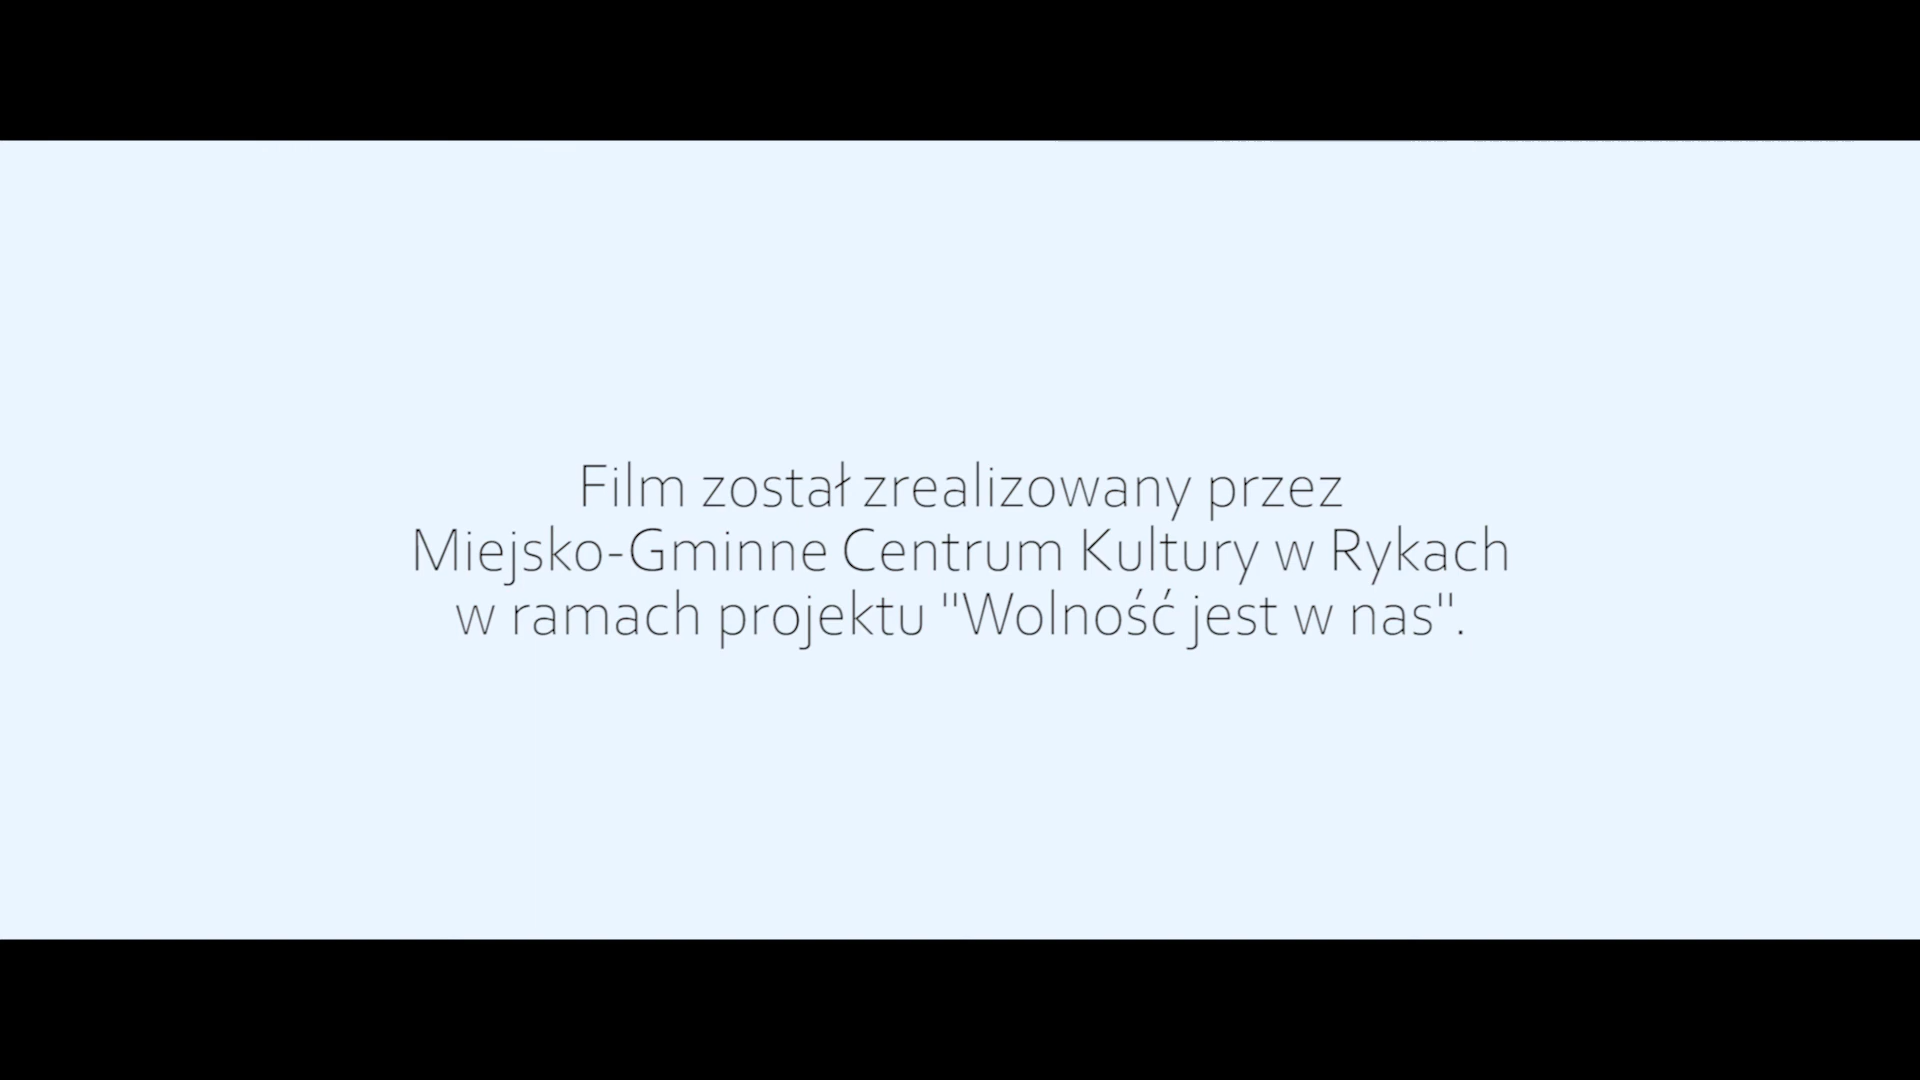 Film został zrealizowany przez
Miejsko-Gminne Centrum Kultury w Rykach
w ramach projektu "Wolność jest w nas".